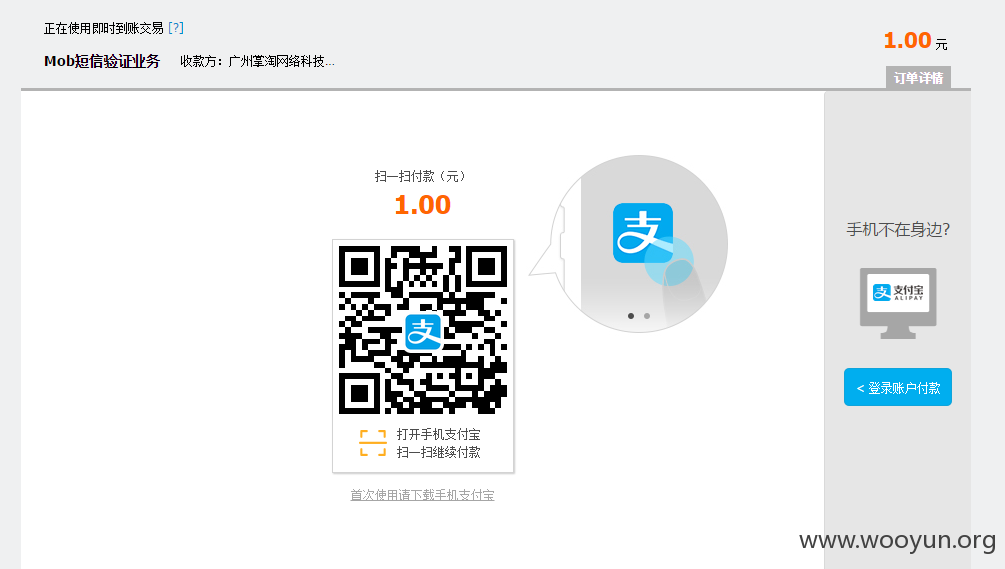 正在使用即时到账交易 [?]
Mob短信验证业务 收款方：广州掌淘网络科技...
1.00 元
订单详情
扫一扫付款（元）
1.00
支
支
打开手机支付宝
扫一扫继续付款
首次使用请下载手机支付宝
手机不在身边?
支 支付宝
ALIPAY
< 登录账户付款
www.wooyun.org